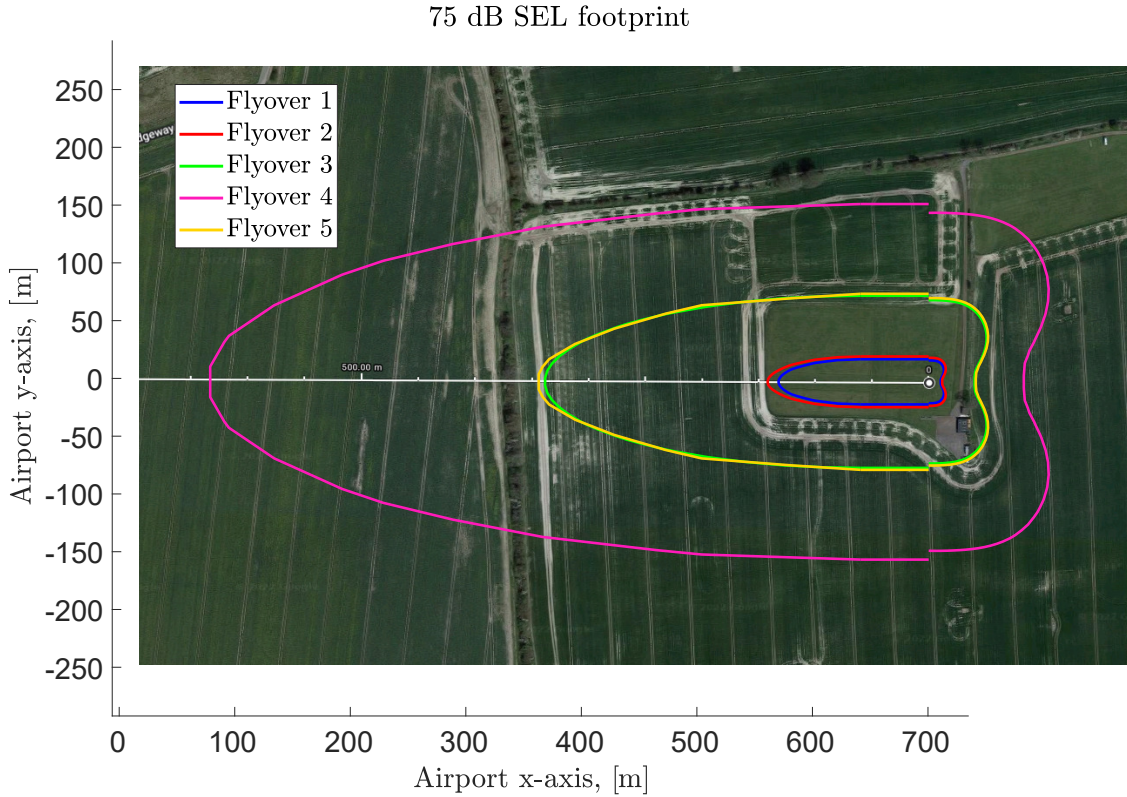 75 dB SEL footprint
Flyover 1
Flyover 2
Flyover 3
Flyover 4
Flyover 5
dgeway
500.00 m
0
Airport y-axis, [m]
250
200
150
100
50
0
-50
-100
-150
-200
-250
0 100 200 300 400 500 600 700
Airport x-axis, [m]